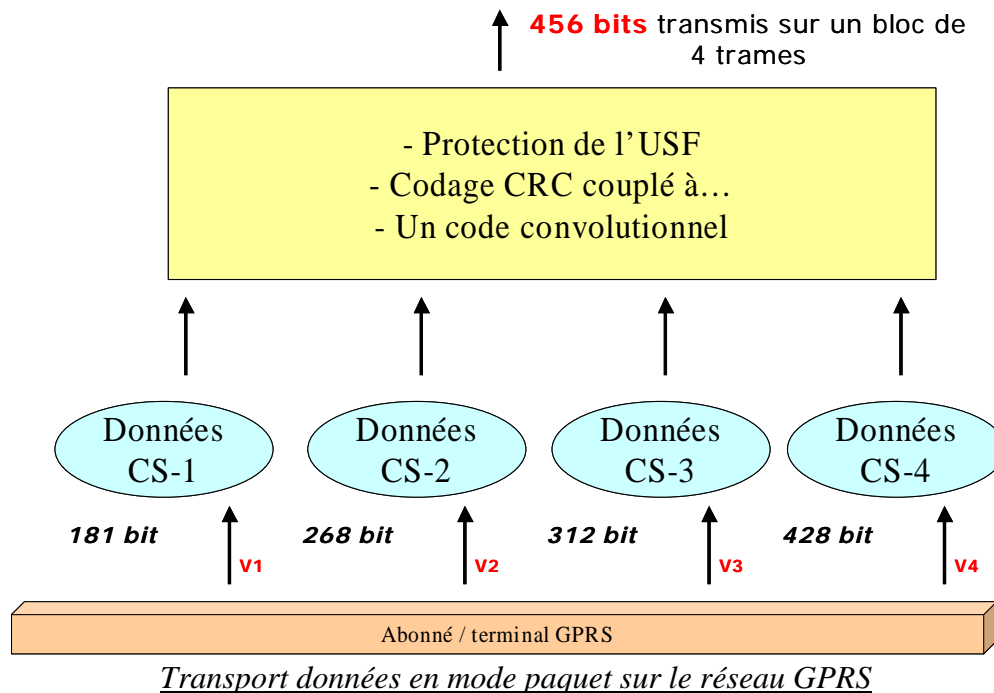 456 bits transmis sur un bloc de
4 trames
- Protection de l’USF
- Codage CRC couplé à…
- Un code convolutionnel
Données
CS-1
Données
CS-2
Données
CS-3
Données
CS-4
181 bit
268 bit
312 bit
428 bit
V1
V2
V3
V4
Abonné / terminal GPRS
Transport données en mode paquet sur le réseau GPRS